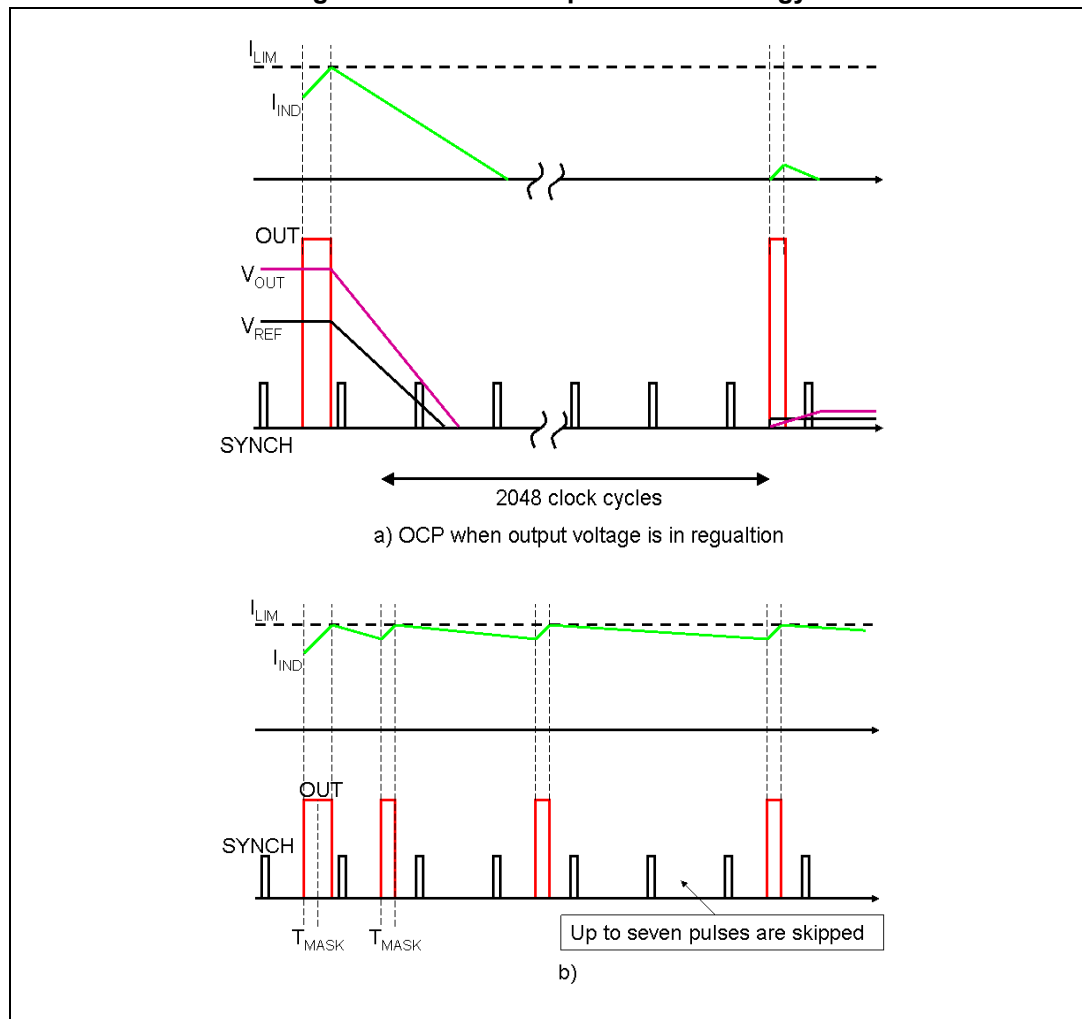 I_LIM
I_IND
OUT
V_OUT
V_REF
SYNCH
2048 clock cycles
a) OCP when output voltage is in regualtion
I_LIM
I_IND
OUT
SYNCH
T_MASK T_MASK
Up to seven pulses are skipped
b)